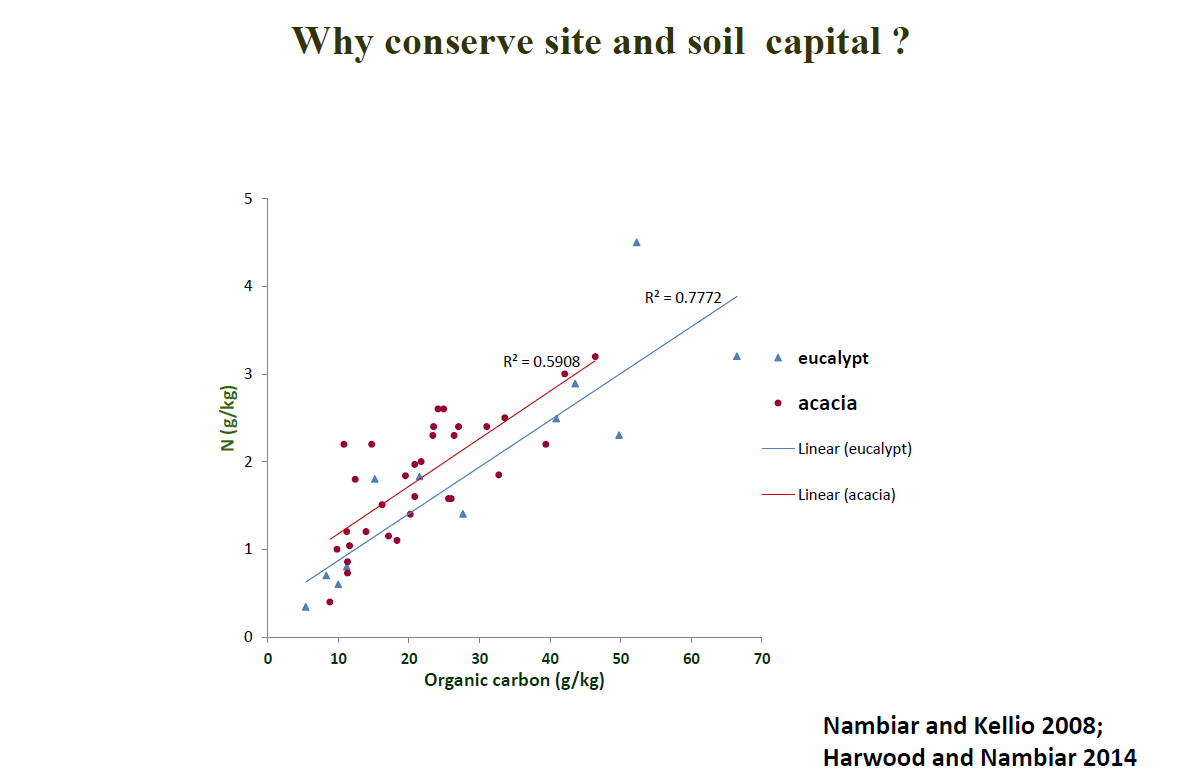 Why conserve site and soil  capital ?
5
4
3
2
1
0
N (g/kg)
R² = 0.7772
R² = 0.5908
0 10 20 30 40 50 60 70
Organic carbon (g/kg)
eucalypt
acacia
Linear (eucalypt)
Linear (acacia)
Nambiar and Kellio 2008;
Harwood and Nambiar 2014